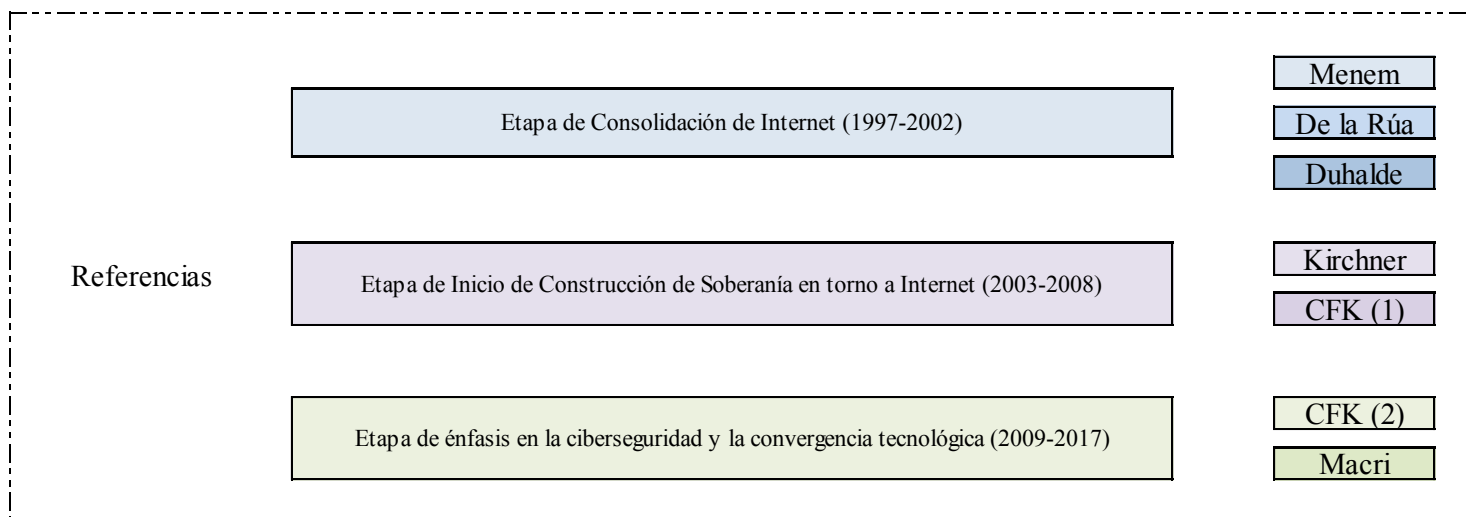 Referencias
Etapa de Consolidación de Internet (1997-2002)
Menem
De la Rúa
Duhalde
Etapa de Inicio de Construcción de Soberanía en torno a Internet (2003-2008)
Kirchner
CFK (1)
Etapa de énfasis en la ciberseguridad y la convergencia tecnológica (2009-2017)
CFK (2)
Macri